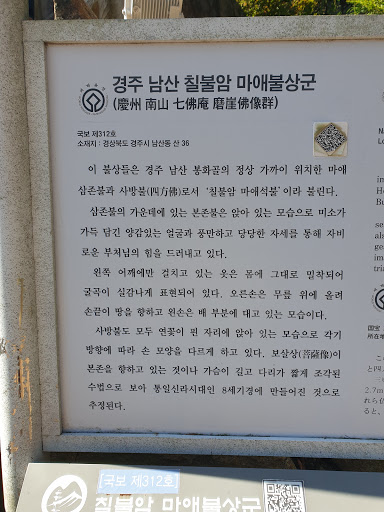 경주 남산 칠불암 마애불상군
(慶州 南山 七佛庵 磨崖佛像群)
국보 제312호
소재지 : 경상북도 경주시 남산동 산 36
이 불상들은 경주 남산 봉화골의 정상 가까이 위치한 마애
삼존불과 사방불(四方佛)로서 '칠불암 마애석불'이라 불린다.
삼존불의 가운데에 있는 본존불은 앉아 있는 모습으로 미소가
가득 담긴 양감있는 얼굴과 풍만하고 당당한 자세를 통해 자비
로운 부처님의 힘을 드러내고 있다.
왼쪽 어깨에만 걸치고 있는 옷은 몸에 그대로 밀착되어
굴곡이 실감나게 표현되어 있다. 오른손은 무릎 위에 올려
손끝이 땅을 향하고 왼손은 배 부분에 대고 있는 모습이다.
사방불도 모두 연꽃이 핀 자리에 앉아 있는 모습으로 각기
방향에 따라 손 모양을 다르게 하고 있다. 보살상(菩薩像)이
본존을 향하고 있는 것이나 가슴이 길고 다리가 짧게 조각된
수법으로 보아 통일신라시대인 8세기경에 만들어진 것으로
추정된다.
国宝
所在地
2.7m
국보 제312호
칠불암 마애불상군